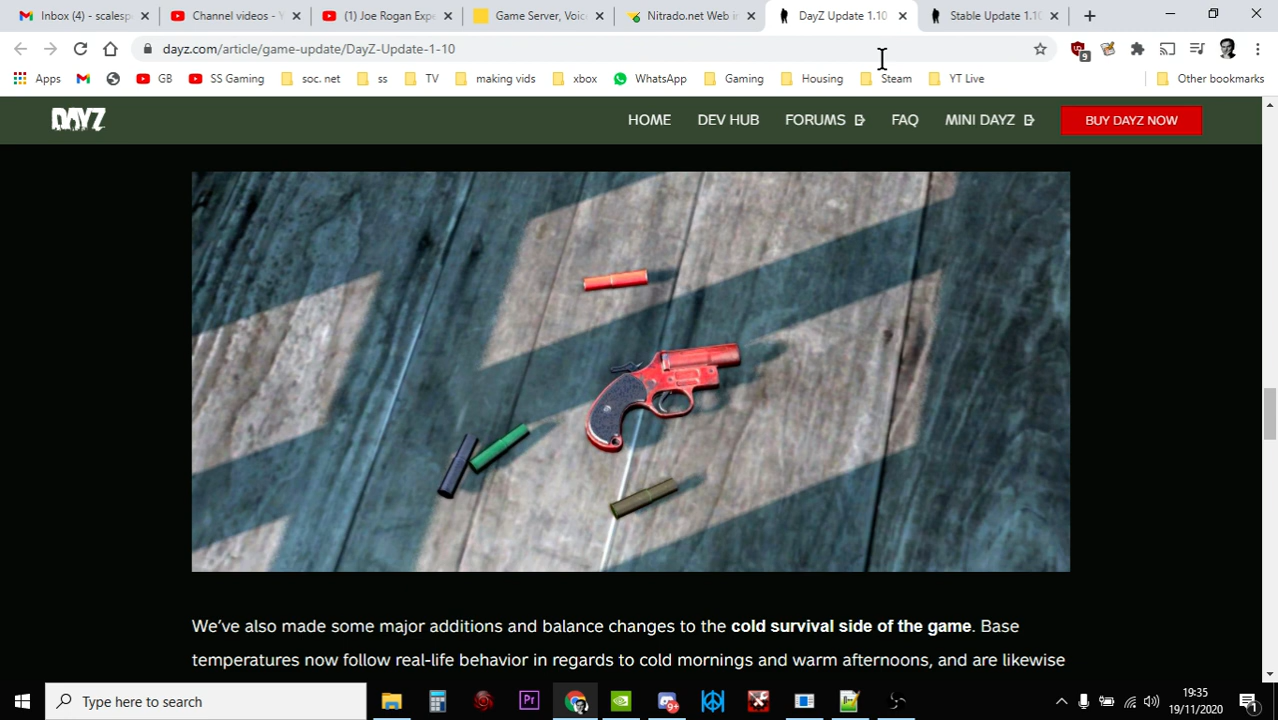 Inbox (4) - scalesp
Channel videos - Y
(1) Joe Rogan Expe
Game Server, Voic
Nitrado.net Web in
DayZ Update 1.10
Stable Update 1.10
dayz.com/article/game-update/DayZ-Update-1-10
9
Apps
GB
SS Gaming
soc. net
ss
TV
making vids
xbox
WhatsApp
Gaming
Housing
Steam
YT Live
Other bookmarks
DAYZ
HOME
DEV HUB
FORUMS
FAQ
MINI DAYZ
BUY DAYZ NOW
We've also made some major additions and balance changes to the cold survival side of the game. Base
temperatures now follow real-life behavior in regards to cold mornings and warm afternoons, and are likewise
Type here to search
Pr
9+
19:35
19/11/2020
1